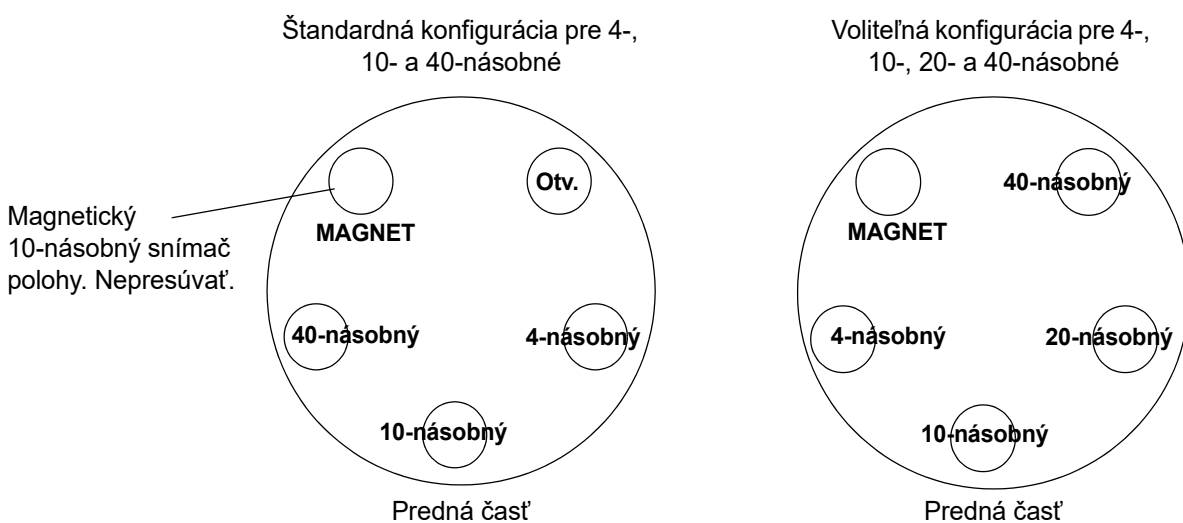 Štandardná konfigurácia pre 4-,
10- a 40-násobné
Magnetický
10-násobný snímač
polohy. Nepresúvať.
MAGNET
Otv.
40-násobný
4-násobný
10-násobný
Predná časť
Voliteľná konfigurácia pre 4-,
10-, 20- a 40-násobné
MAGNET
40-násobný
4-násobný
20-násobný
10-násobný
Predná časť